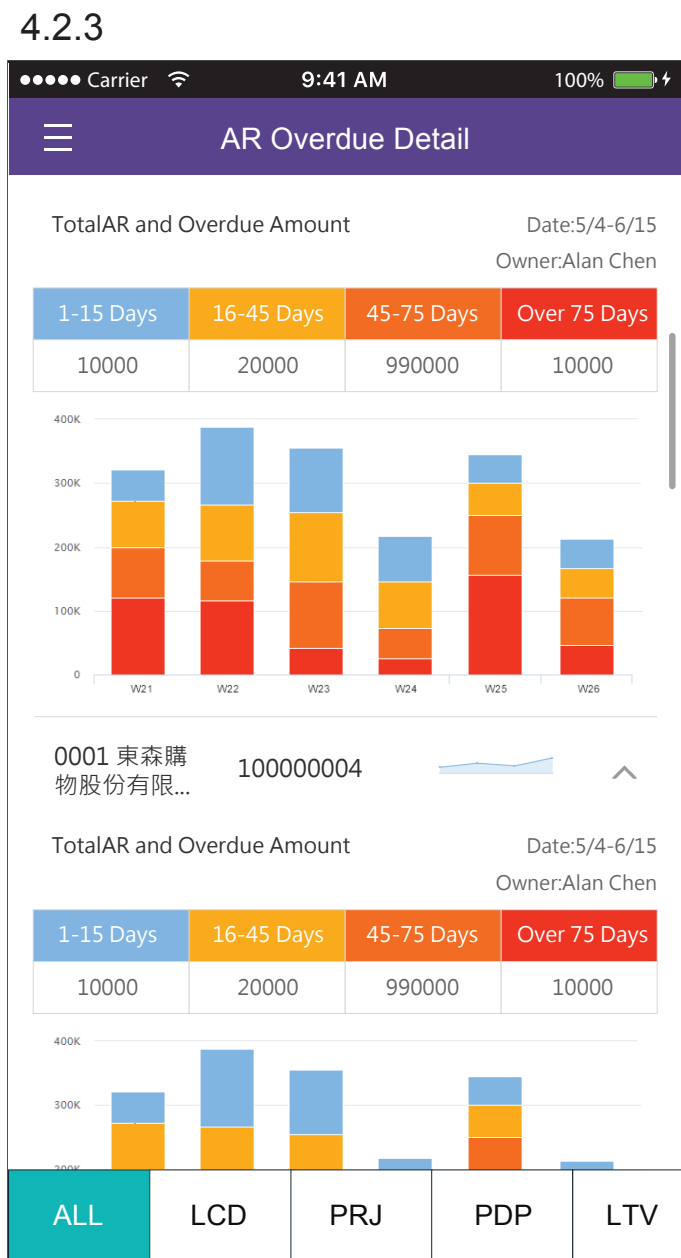 4.2.3
Carrier 9:41 AM 100%
AR Overdue Detail
TotalAR and Overdue Amount Date:5/4-6/15
Owner:Alan Chen
1-15 Days 16-45 Days 45-75 Days Over 75 Days
10000 20000 990000 10000
400K
300K
200K
100K
0
W21 W22 W23 W24 W25 W26
0001 東森購
物股份有限... 100000004
TotalAR and Overdue Amount Date:5/4-6/15
Owner:Alan Chen
1-15 Days 16-45 Days 45-75 Days Over 75 Days
10000 20000 990000 10000
400K
300K
200K
ALL LCD PRJ PDP LTV